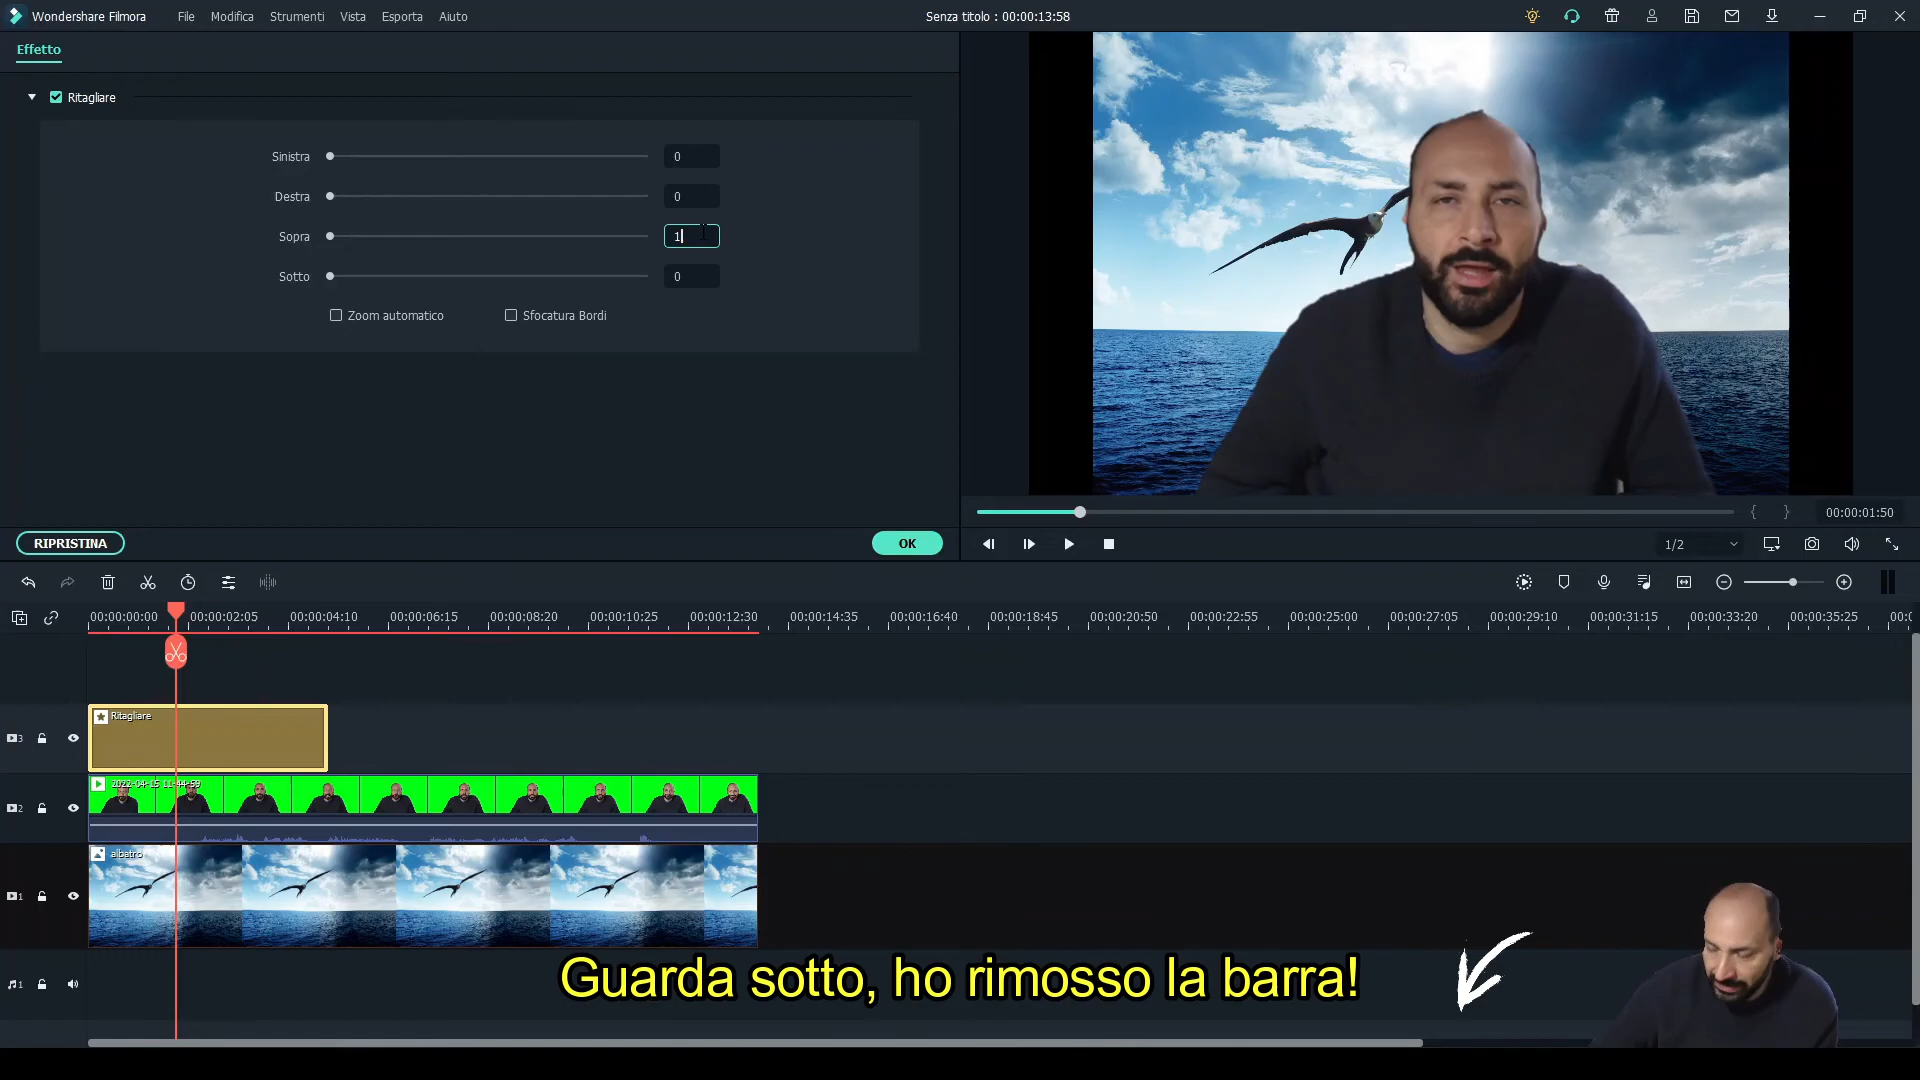 Wondershare Filmora File Modifica Strumenti Vista Esporta Aiuto Senza titolo : 00:00:13:58
Effetto
Ritagliare
Sinistra 0
Destra 0
Sopra 1
Sotto 0
Zoom automatico Sfocatura Bordi
RIPRISTINA OK
{ } 00:00:01:50
1/2
00:00:00:00 00:00:02:05 00:00:04:10 00:00:06:15 00:00:08:20 00:00:10:25 00:00:12:30 00:00:14:35 00:00:16:40 00:00:18:45 00:00:20:50 00:00:22:55 00:00:25:00 00:00:27:05 00:00:29:10 00:00:31:15 00:00:33:20 00:00:35:25
Ritagliare
3
2022-04-15 11-44-59
2
albatro
1
1
Guarda sotto, ho rimosso la barra!